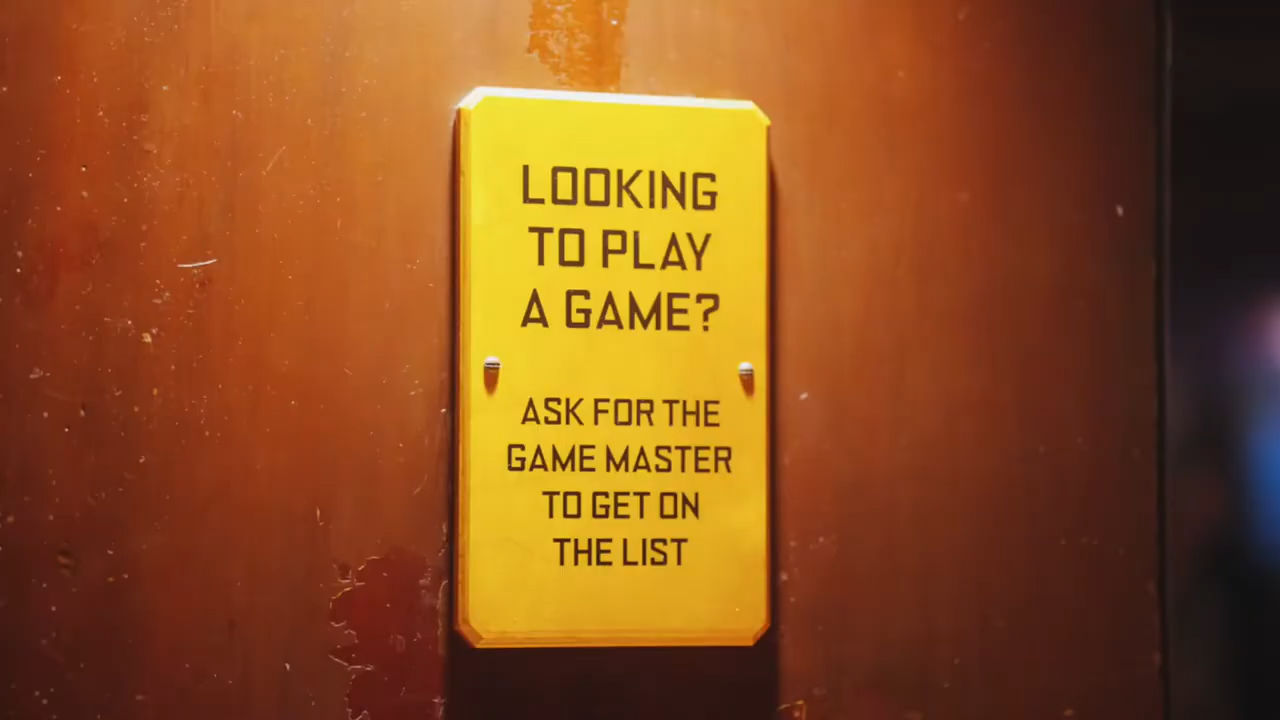 LOOKING
TO PLAY
A GAME?
ASK FOR THE
GAME MASTER
TO GET ON
THE LIST